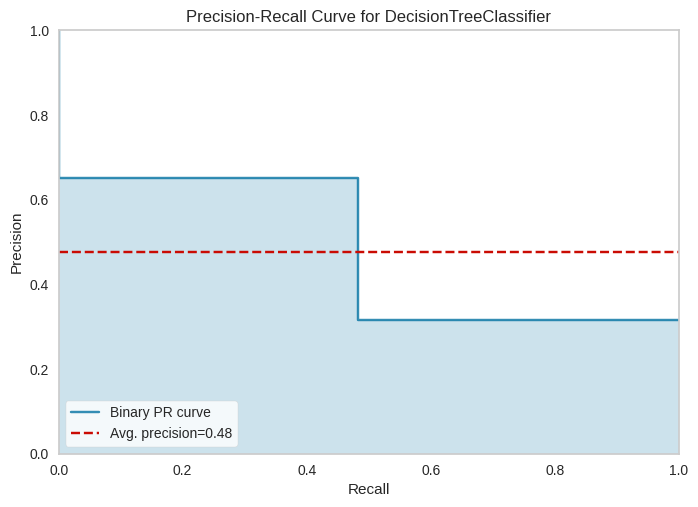 Precision-Recall Curve for DecisionTreeClassifier
1.0
0.8
0.6
0.4
0.2
0.0
Precision
Binary PR curve
Avg. precision=0.48
0.0 0.2 0.4 0.6 0.8 1.0
Recall